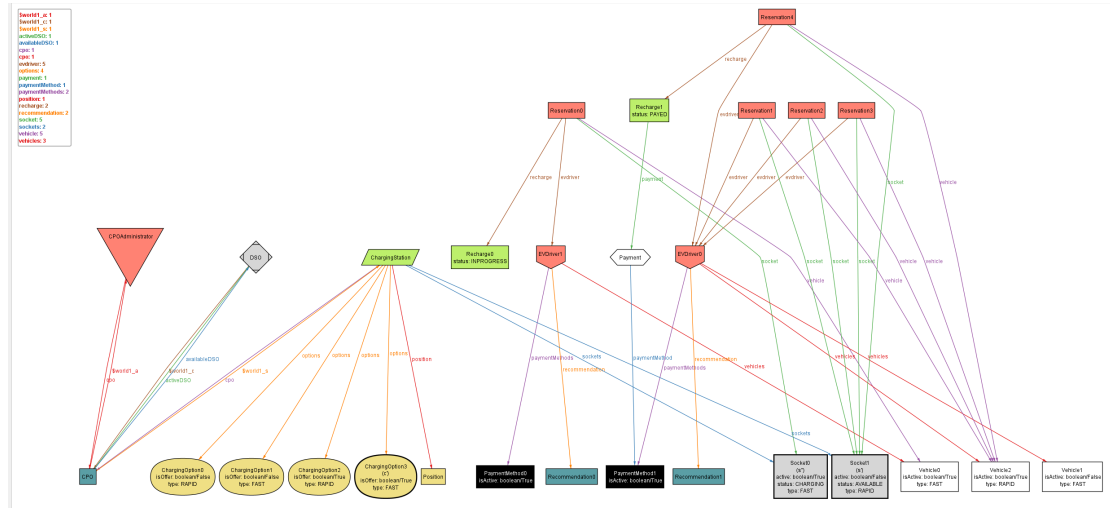 $world1_a: 1
$world1_c: 1
$world1_s: 1
activeDSO: 1
availableDSO: 1
cpo: 1
cpo: 1
evdriver: 5
options: 4
payment: 1
paymentMethod: 1
paymentMethods: 2
position: 1
recharge: 2
recommendation: 2
socket: 5
sockets: 2
vehicle: 5
vehicles: 3
Reservation4
recharge
Reservation0
Recharge1
status: PAYED
evdriver
Reservation1
Reservation2
Reservation3
recharge
evdriver
payment
evdriver
evdriver
evdriver
socket
vehicle
CPOAdministrator
DSO
ChargingStation
Recharge0
status: INPROGRESS
EVDriver1
Payment
EVDriver0
socket
socket
socket
socket
vehicle
vehicle
vehicle
vehicle
availableDSO
$world1_a
cpo
$world1_c
activeDSO
$world1_s
cpo
options
options
options
options
position
sockets
paymentMethods
recommendation
paymentMethod
paymentMethods
recommendation
vehicles
vehicles
vehicles
sockets
CPO
ChargingOption0
isOffer: boolean/False
type: RAPID
ChargingOption1
isOffer: boolean/False
type: FAST
ChargingOption2
isOffer: boolean/True
type: RAPID
ChargingOption3
(c')
isOffer: boolean/True
type: FAST
Position
PaymentMethod0
isActive: boolean/True
Recommendation0
PaymentMethod1
isActive: boolean/True
Recommendation1
Socket0
(s'')
active: boolean/True
status: CHARGING
type: FAST
Socket1
(s')
active: boolean/False
status: AVAILABLE
type: RAPID
Vehicle0
isActive: boolean/True
type: FAST
Vehicle2
isActive: boolean/True
type: RAPID
Vehicle1
isActive: boolean/False
type: FAST